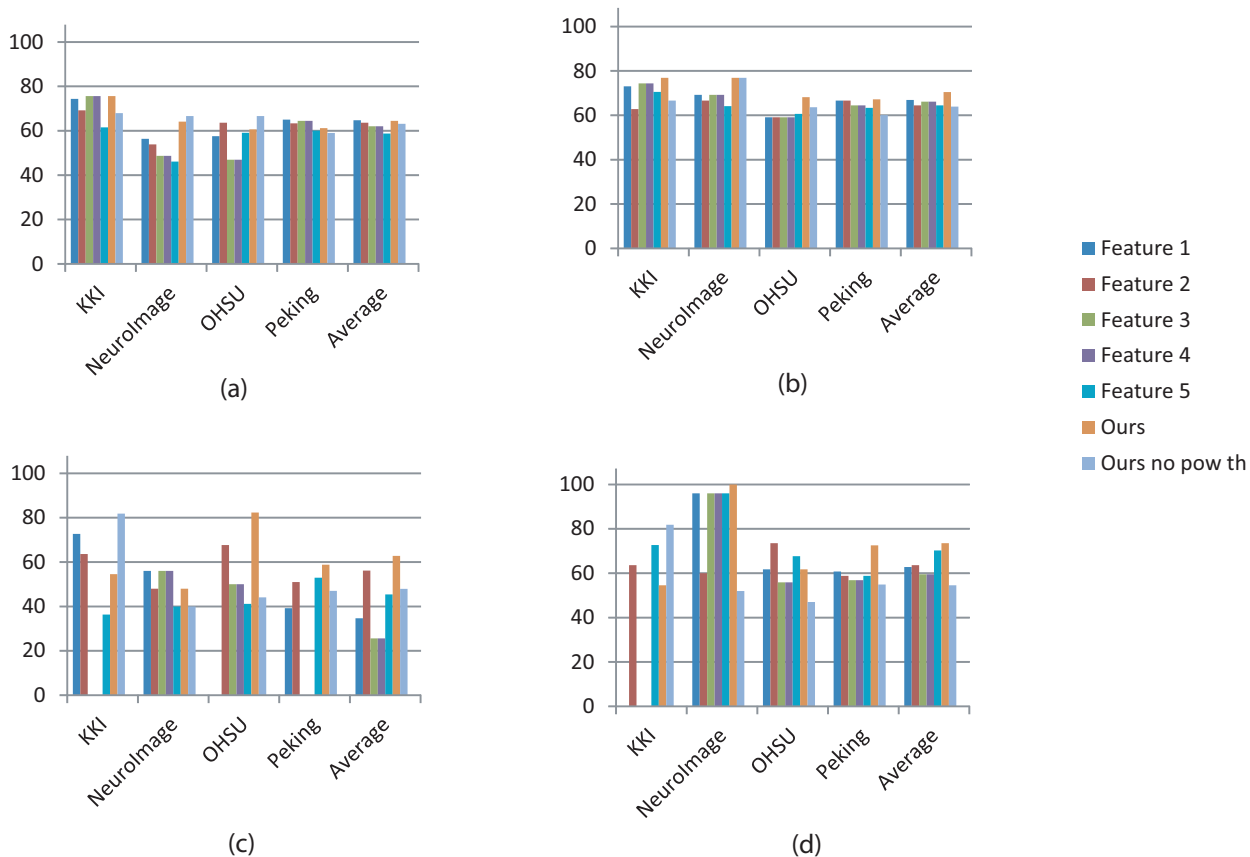 100
80
60
40
20
0
KKI
NeuroImage
OHSU
Peking
Average
(a)
100
80
60
40
20
0
KKI
NeuroImage
OHSU
Peking
Average
(b)
Feature 1
Feature 2
Feature 3
Feature 4
Feature 5
Ours
Ours no pow th
100
80
60
40
20
0
KKI
NeuroImage
OHSU
Peking
Average
(c)
100
80
60
40
20
0
KKI
NeuroImage
OHSU
Peking
Average
(d)